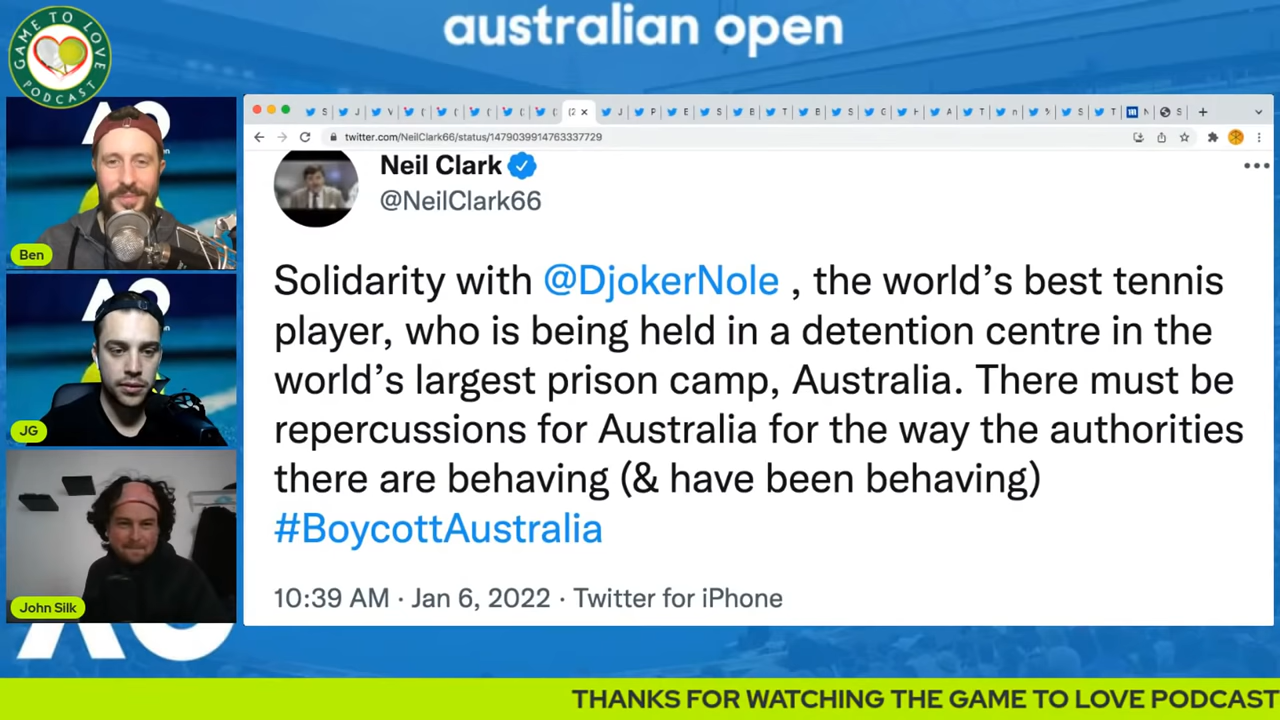 australian open
GAME TO LOVE
PODCAST
twitter.com/NeilClark66/status/1479039914763337729
Neil Clark
@NeilClark66
Solidarity with @DjokerNole , the world’s best tennis
player, who is being held in a detention centre in the
world’s largest prison camp, Australia. There must be
repercussions for Australia for the way the authorities
there are behaving (& have been behaving)
#BoycottAustralia
10:39 AM · Jan 6, 2022 · Twitter for iPhone
Ben
JG
John Silk
THANKS FOR WATCHING THE GAME TO LOVE PODCAST